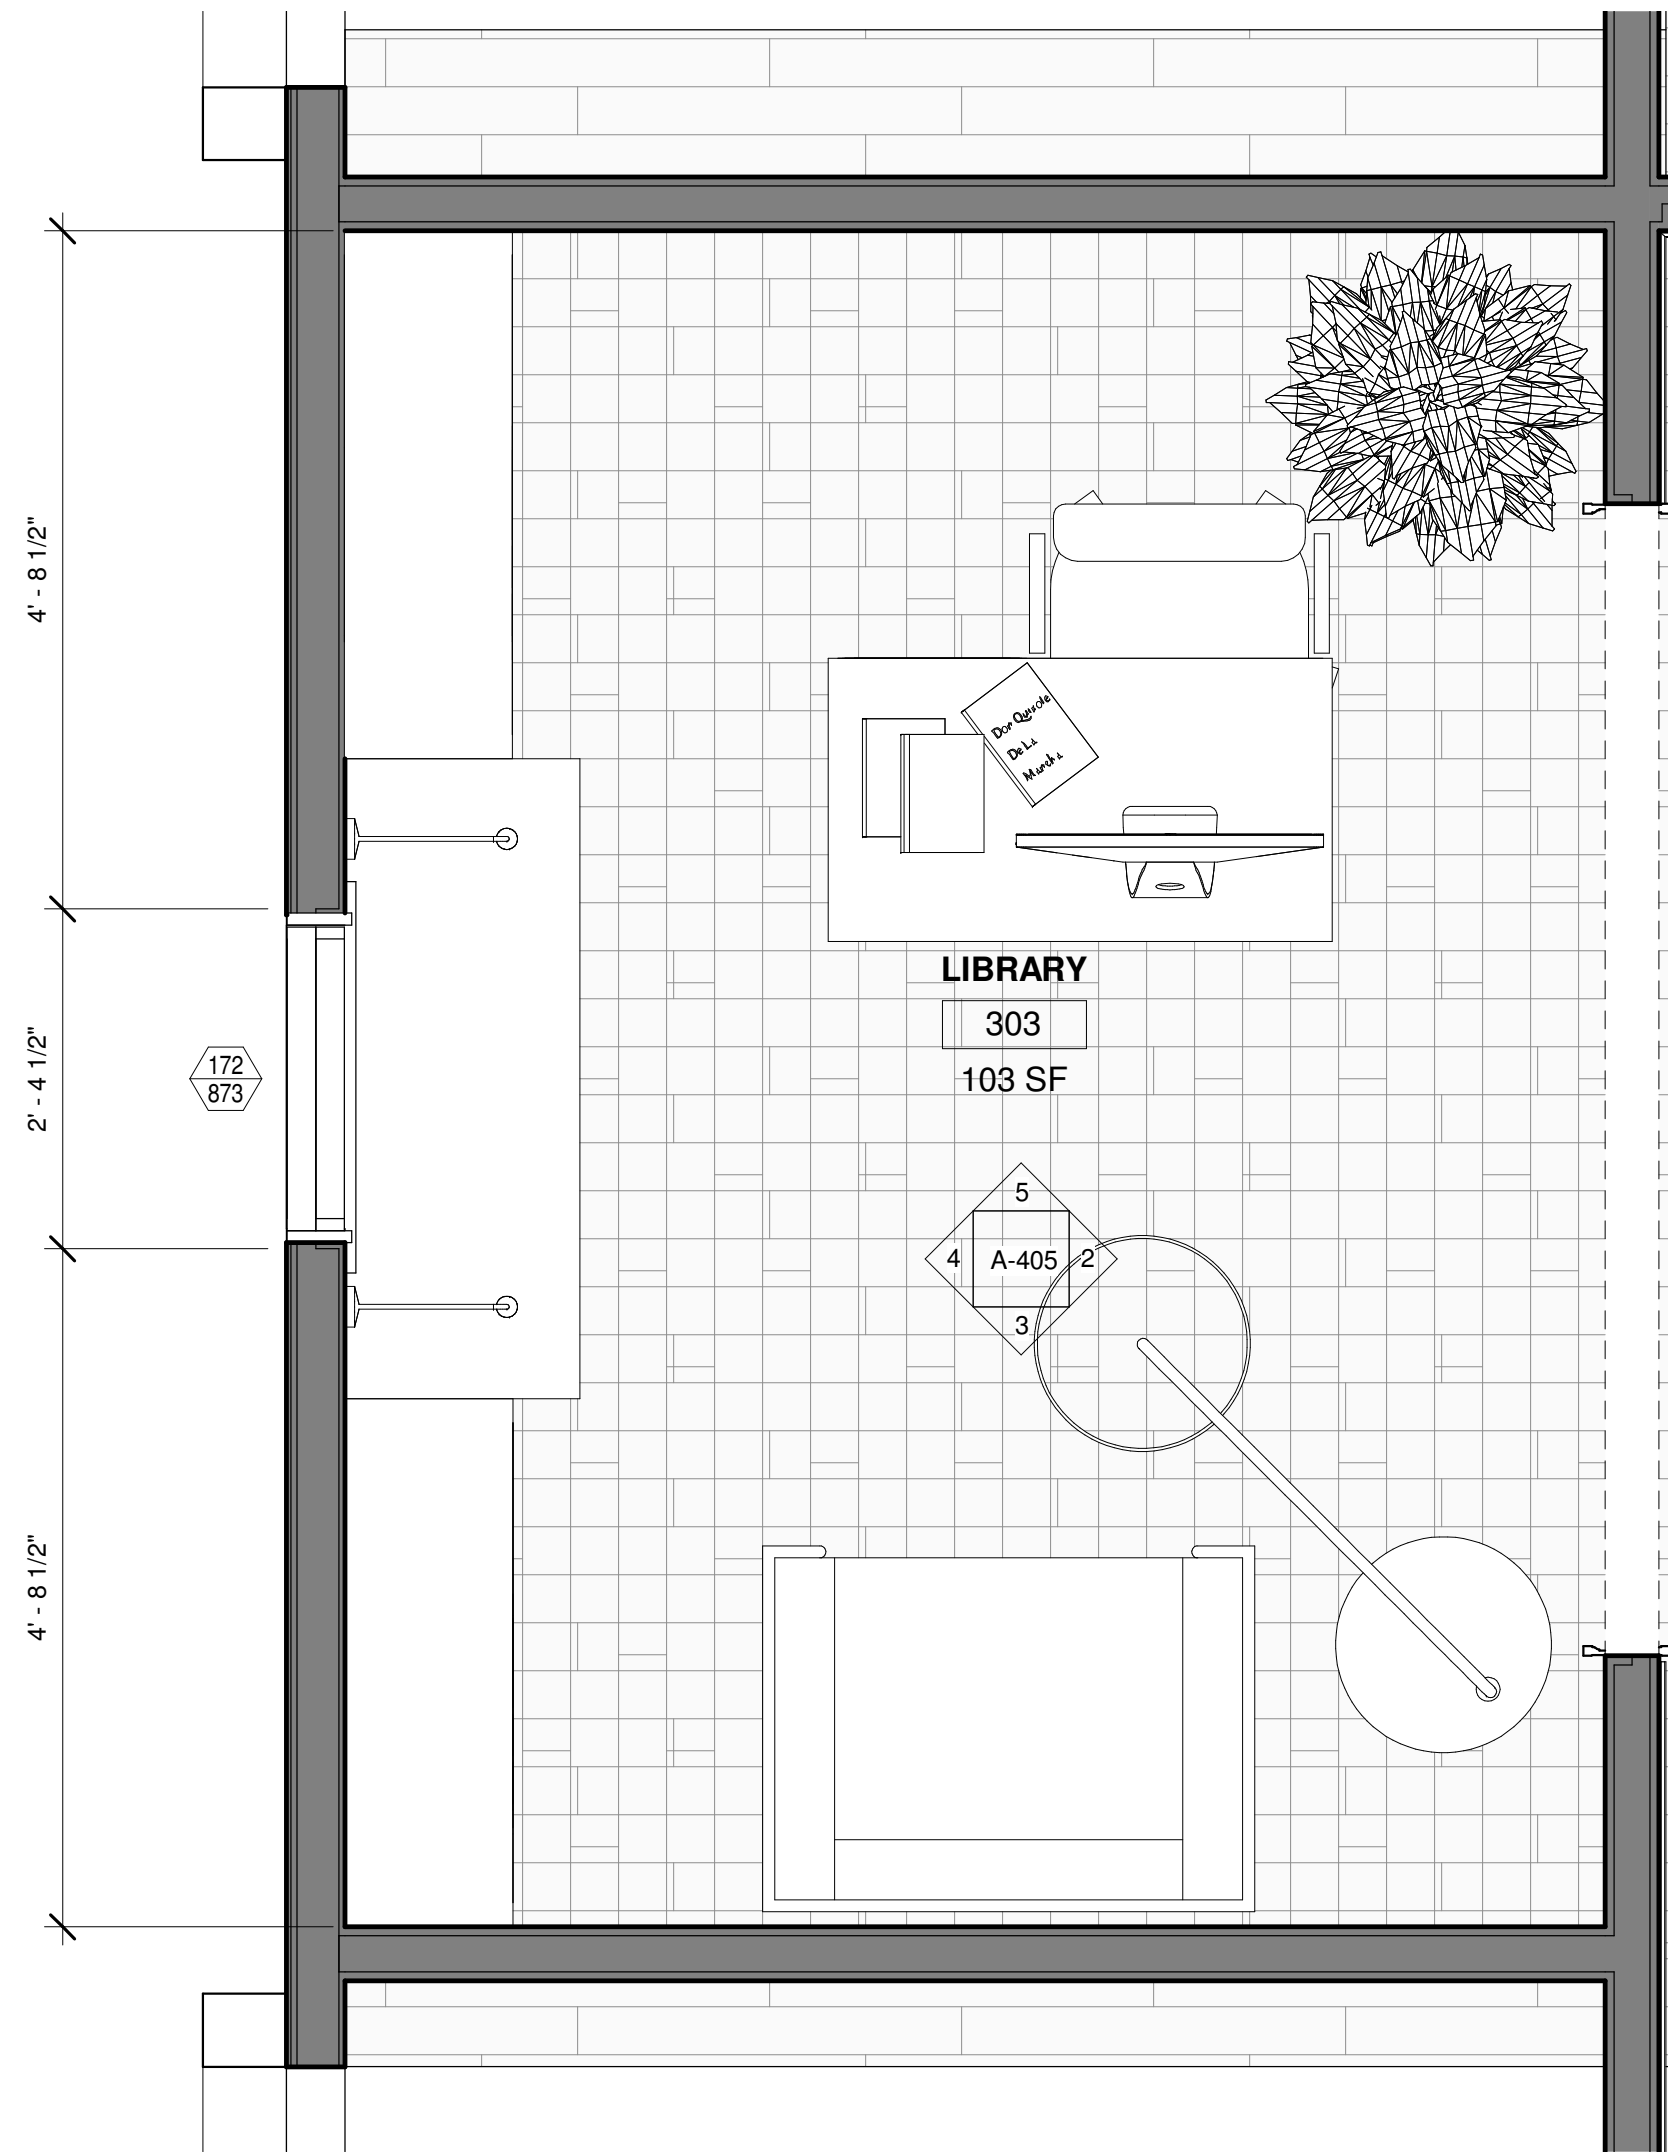 4' - 8 1/2"
Don Quixote
De La
Mancha
LIBRARY
303
103 SF
2' - 4 1/2"
172
873
5
4 A-405 2
3
4' - 8 1/2"